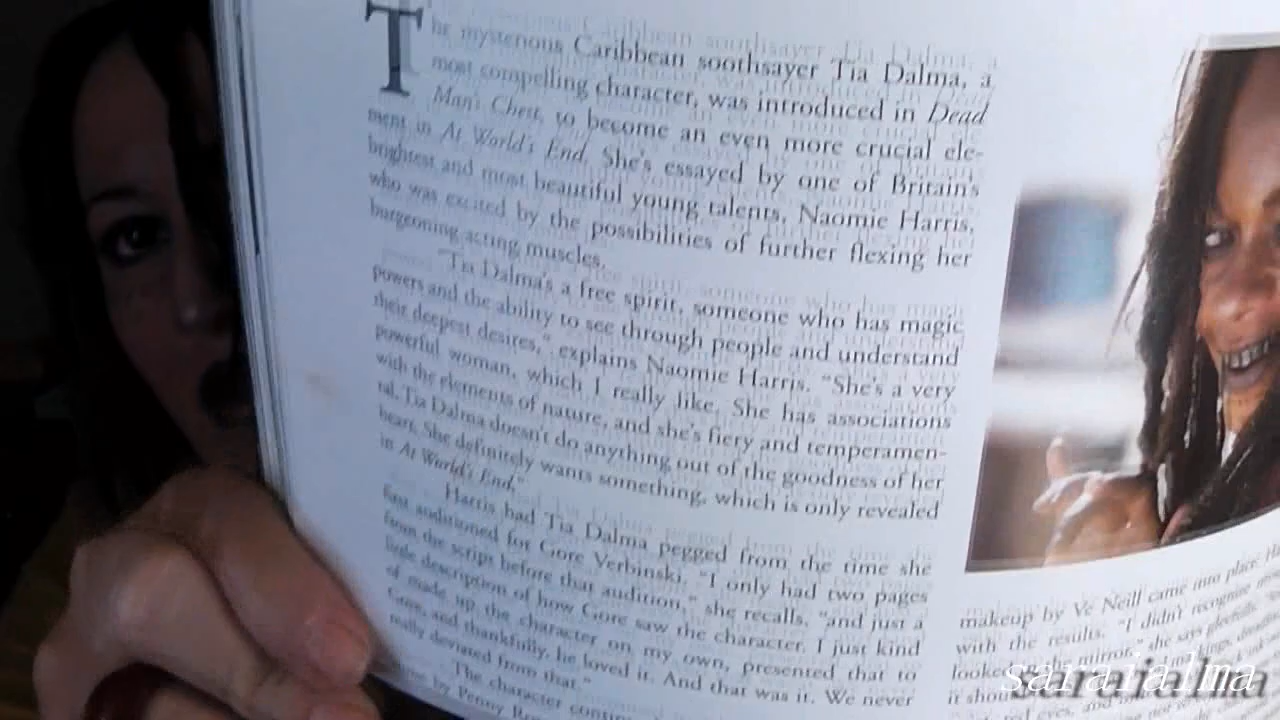 The mysterious Caribbean soothsayer Tia Dalma, a
most compelling character, was introduced in Dead
Man's Chest, to become an even more crucial ele-
ment in At World's End. She's essayed by one of Britain's
brightest and most beautiful young talents, Naomie Harris,
who was excited by the possibilities of further flexing her
burgeoning acting muscles.
"Tia Dalma's a free spirit, someone who has magic
powers and the ability to see through people and understand
their deepest desires," explains Naomie Harris. "She's a very
powerful woman, which I really like. She has associations
with the elements of nature, and she's fiery and temperamen-
tal. Tia Dalma doesn't do anything out of the goodness of her
heart. She definitely wants something, which is only revealed
in At World's End."
Harris had Tia Dalma pegged from the time she
first auditioned for Gore Verbinski. "I only had two pages
from the script before that audition," she recalls, "and just a
little description of how Gore saw the character. I just kind
of made up the character on my own, presented that to
Gore, and thankfully, he loved it. And that was it. We never
really deviated from that."
The character
by Penny
makeup by Ve Neill came into place.
with the results. "I didn't recognise
looked mirror," she says
it
eyes, and
saraialma